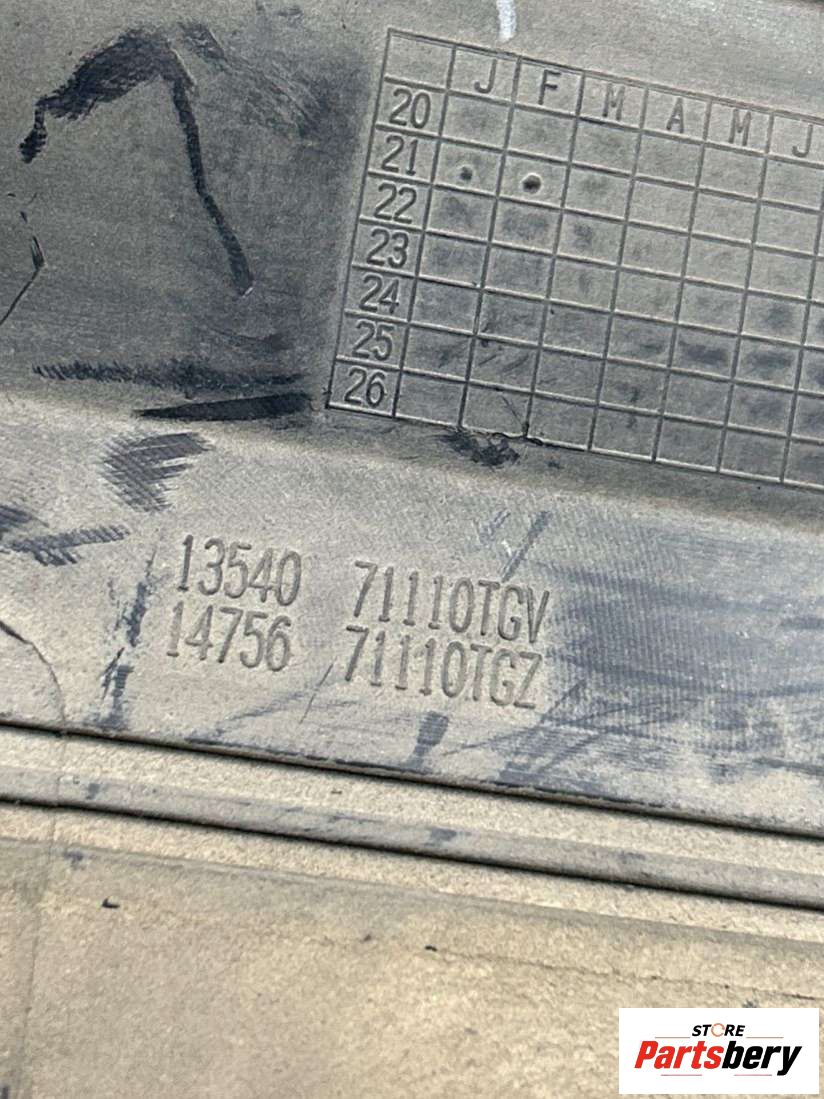 J F M A M J
20
21
22
23
24
25
26
13540 71110TGV
14756 71110TGZ
STORE
Partsbery